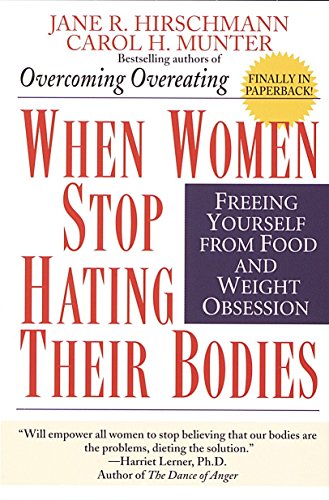 JANE R. HIRSCHMANN
CAROL H. MUNTER
Bestselling authors of
Overcoming Overeating
FINALLY IN
PAPERBACK!
WHEN WOMEN
STOP
HATING
THEIR BODIES
FREEING
YOURSELF
FROM FOOD
AND
WEIGHT
OBSESSION
"Will empower all women to stop believing that our bodies are
the problems, dieting the solution."
—Harriet Lerner, Ph.D.
Author of The Dance of Anger